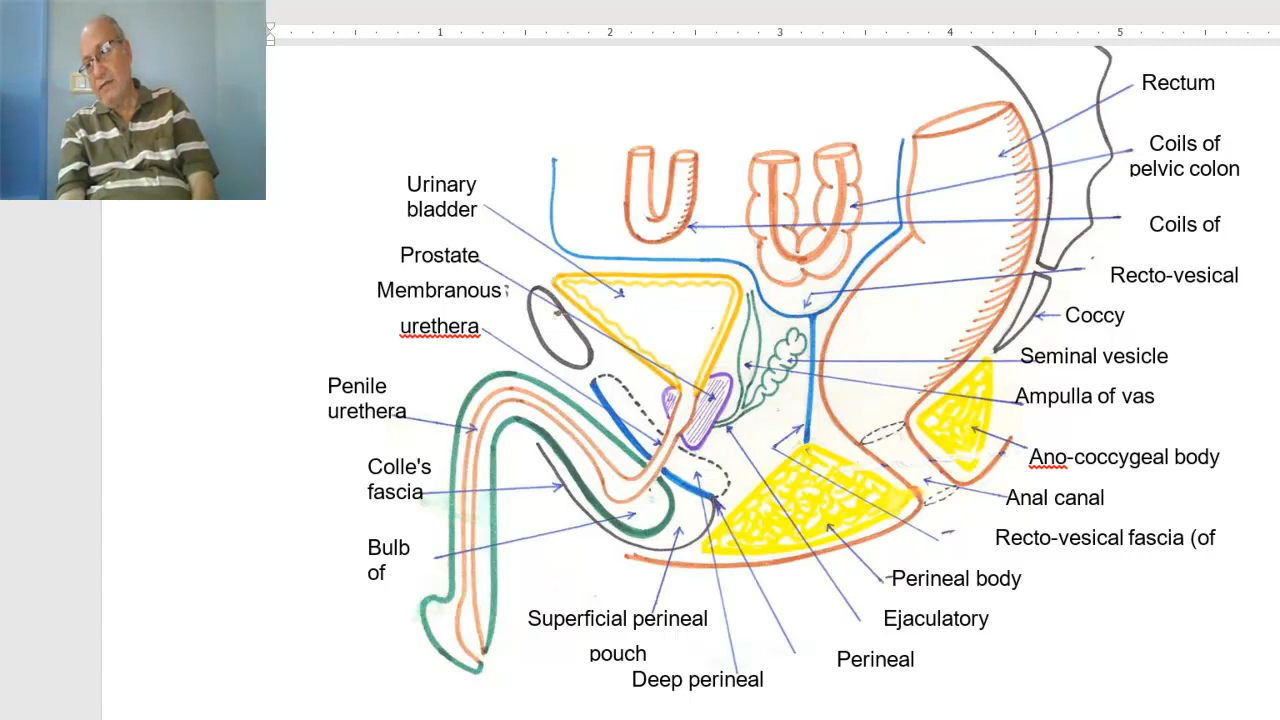 1 2 3 4 5
Rectum
Coils of
pelvic colon
Coils of
Recto-vesical
Coccy
Seminal vesicle
Ampulla of vas
Ano-coccygeal body
Anal canal
Recto-vesical fascia (of
Perineal body
Ejaculatory
Perineal
Deep perineal
Superficial perineal
pouch
Urinary
bladder
Prostate
Membranous
urethera
Penile
urethera
Colle's
fascia
Bulb
of